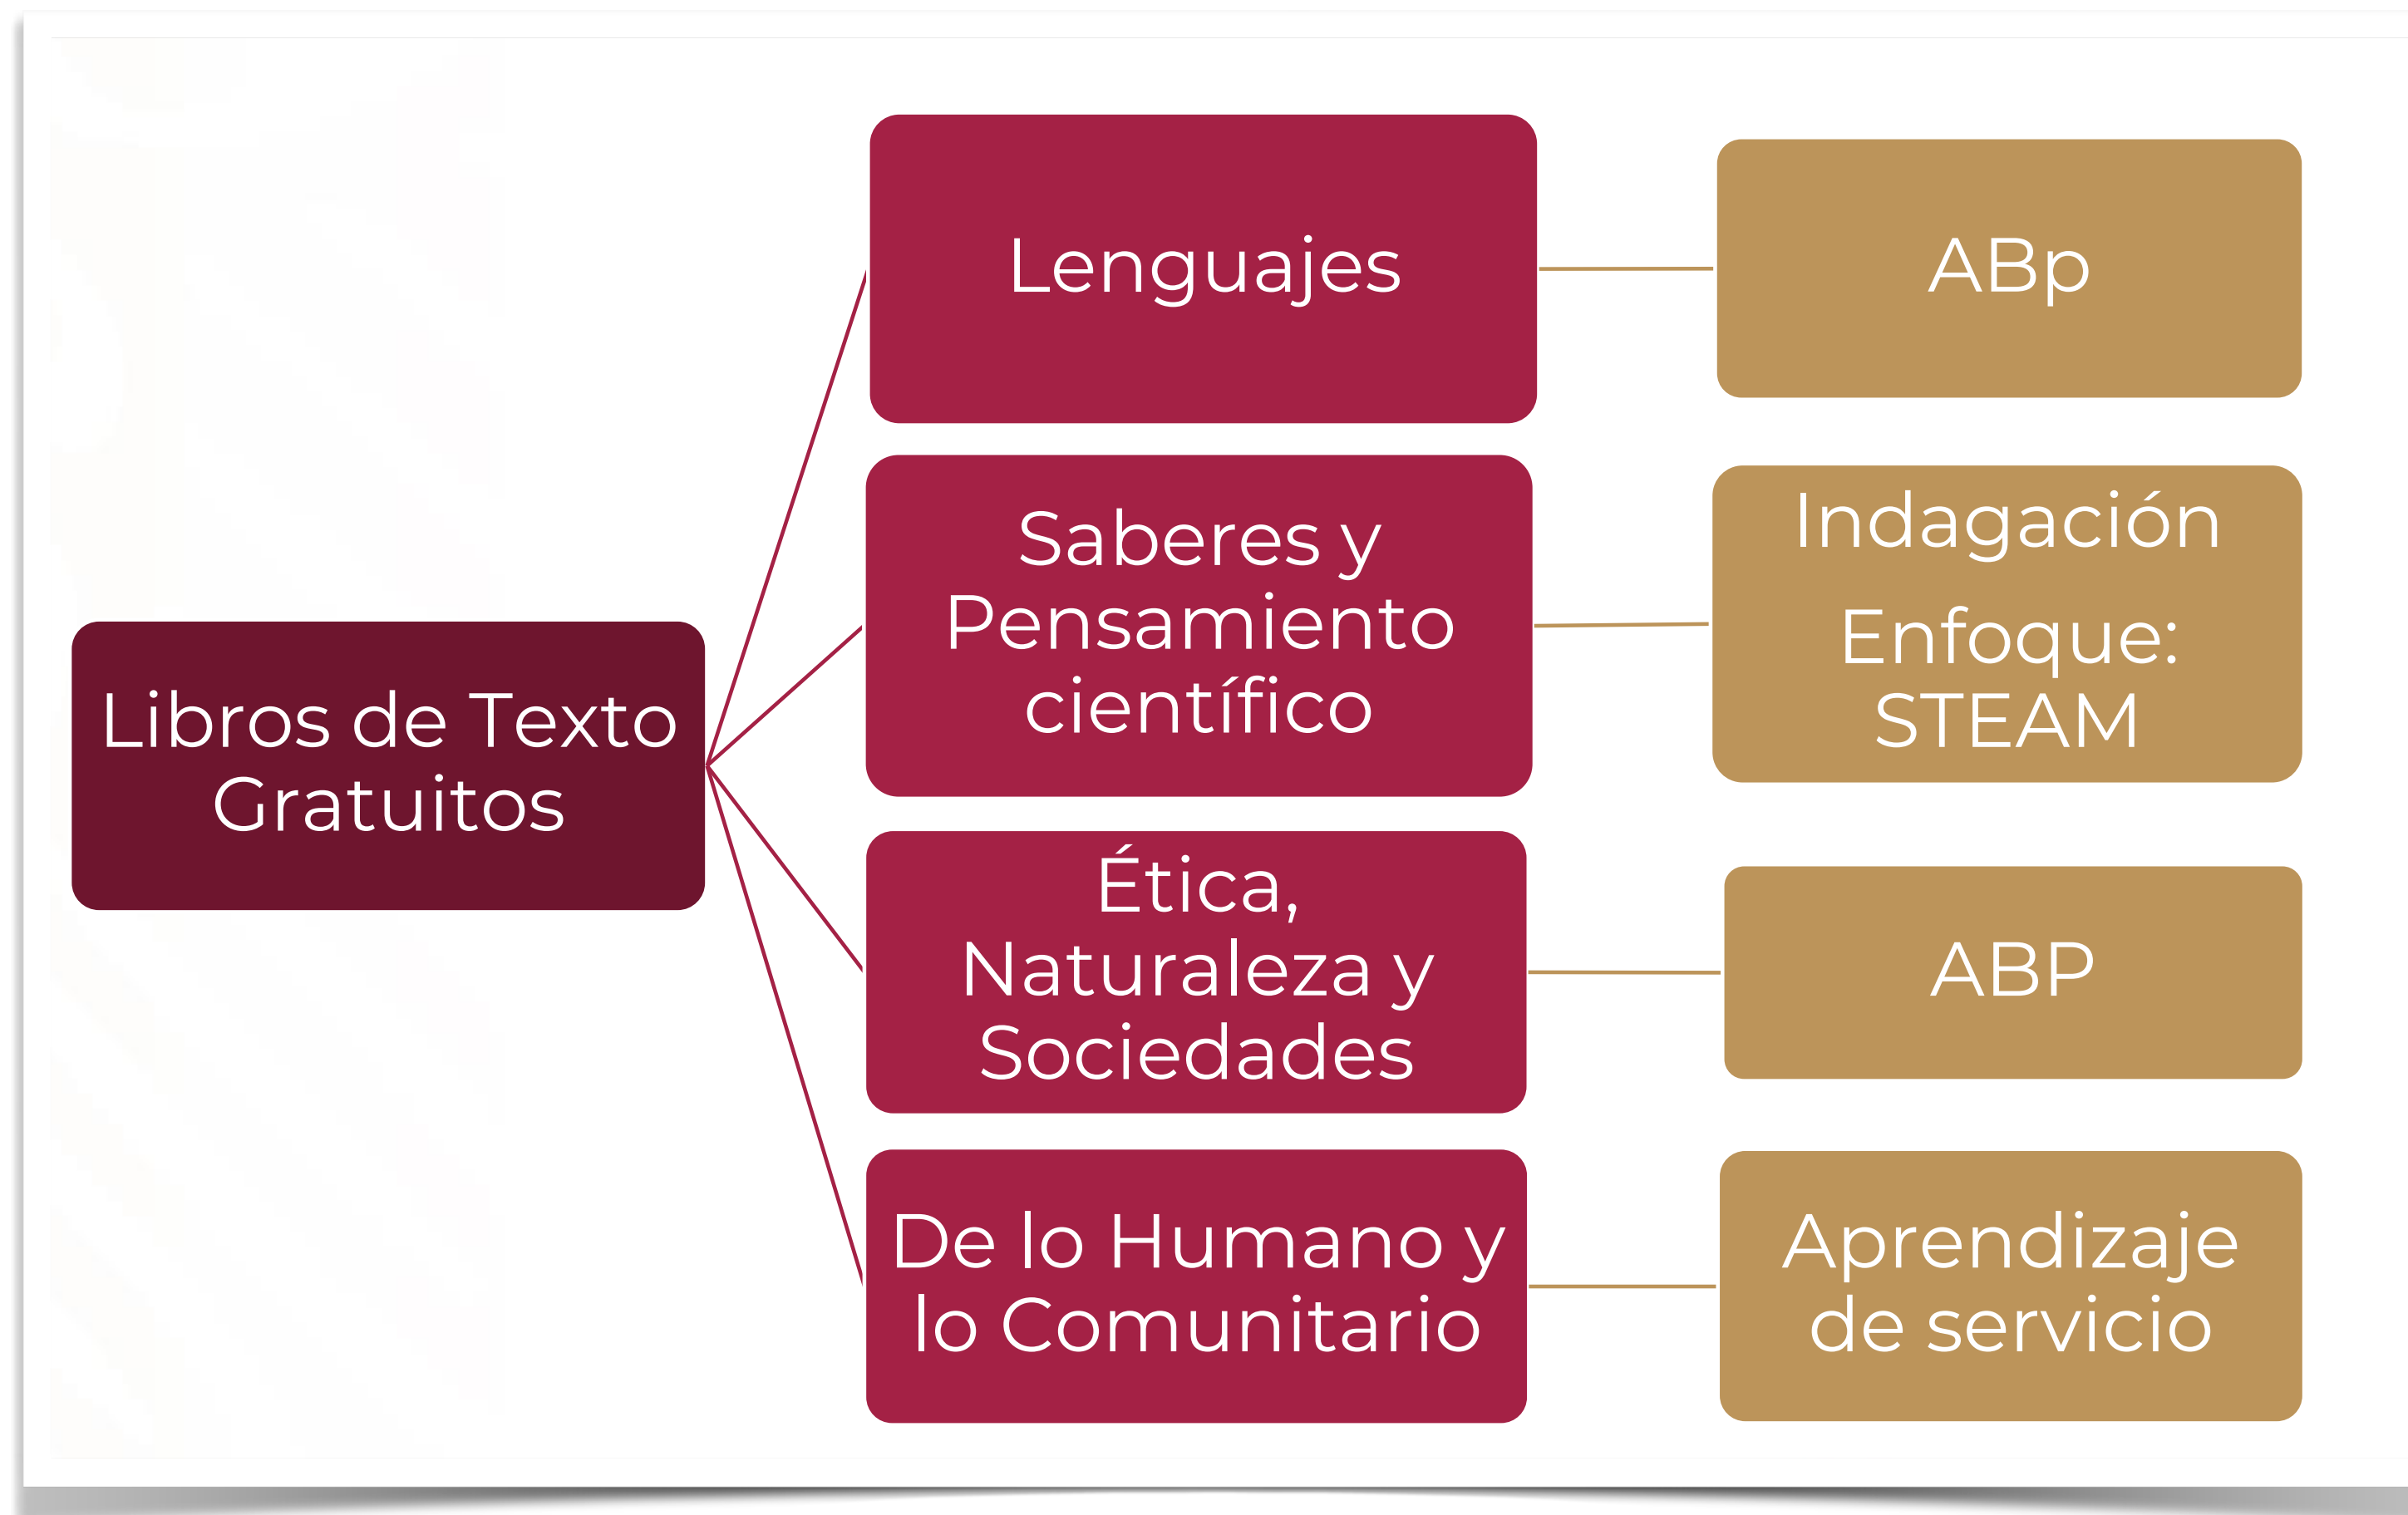 Libros de Texto
Gratuitos
Lenguajes
ABp
Saberes y
Pensamiento
científico
Indagación
Enfoque:
STEAM
Ética,
Naturaleza y
Sociedades
ABP
De lo Humano y
lo Comunitario
Aprendizaje
de servicio